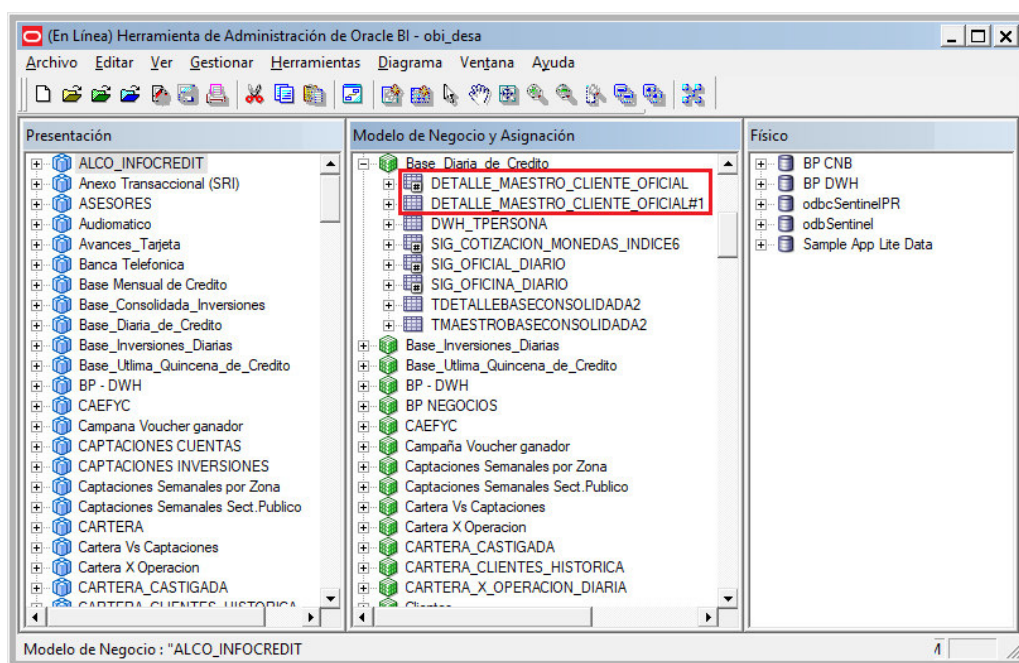 (En Línea) Herramienta de Administración de Oracle BI - obi_desa
Archivo Editar Ver Gestionar Herramientas Diagrama Ventana Ayuda
Presentación
ALCO_INFOCREDIT
Anexo Transaccional (SRI)
ASESORES
Audiomatico
Avances_Tarjeta
Banca Telefonica
Base Mensual de Credito
Base_Consolidada_Inversiones
Base_Diaria_de_Credito
Base_Inversiones_Diarias
Base_Utlima_Quincena_de_Credito
BP - DWH
CAEFYC
Campana Voucher ganador
CAPTACIONES CUENTAS
CAPTACIONES INVERSIONES
Captaciones Semanales por Zona
Captaciones Semanales Sect.Publico
CARTERA
Cartera Vs Captaciones
Cartera X Operacion
CARTERA_CASTIGADA
CARTERA_CLIENTES_HISTORICA
Modelo de Negocio y Asignación
Base_Diaria_de_Credito
DETALLE_MAESTRO_CLIENTE_OFICIAL
DETALLE_MAESTRO_CLIENTE_OFICIAL#1
DWH_TPERSONA
SIG_COTIZACION_MONEDAS_INDICE6
SIG_OFICIAL_DIARIO
SIG_OFICINA_DIARIO
TDETALLEBASECONSOLIDADA2
TMAESTROBASECONSOLIDADA2
Base_Inversiones_Diarias
Base_Utlima_Quincena_de_Credito
BP - DWH
BP NEGOCIOS
CAEFYC
Campaña Voucher ganador
Captaciones Semanales por Zona
Captaciones Semanales Sect.Publico
Cartera Vs Captaciones
Cartera X Operacion
CARTERA_CASTIGADA
CARTERA_CLIENTES_HISTORICA
CARTERA_X_OPERACION_DIARIA
Clientes
Físico
BP CNB
BP DWH
odbcSentinelPR
odbSentinel
Sample App Lite Data
Modelo de Negocio : "ALCO_INFOCREDIT